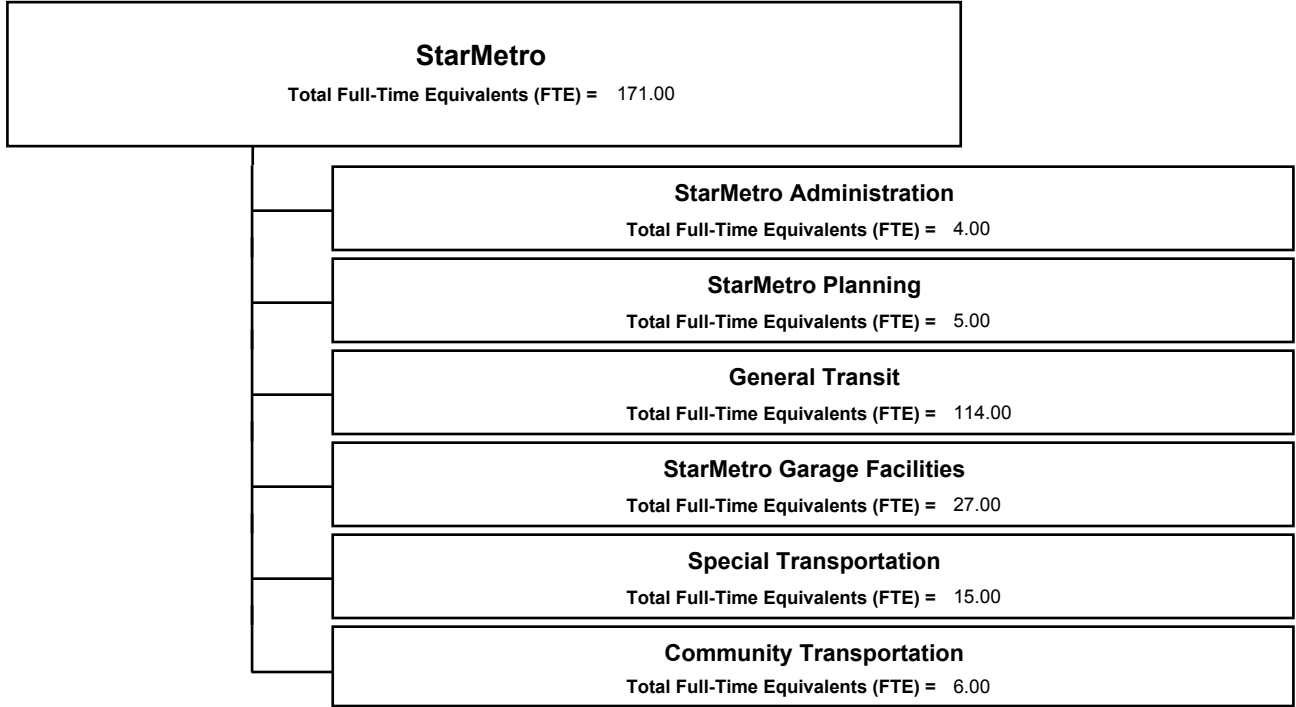 StarMetro
Total Full-Time Equivalents (FTE) = 171.00
StarMetro Administration
Total Full-Time Equivalents (FTE) = 4.00
StarMetro Planning
Total Full-Time Equivalents (FTE) = 5.00
General Transit
Total Full-Time Equivalents (FTE) = 114.00
StarMetro Garage Facilities
Total Full-Time Equivalents (FTE) = 27.00
Special Transportation
Total Full-Time Equivalents (FTE) = 15.00
Community Transportation
Total Full-Time Equivalents (FTE) = 6.00